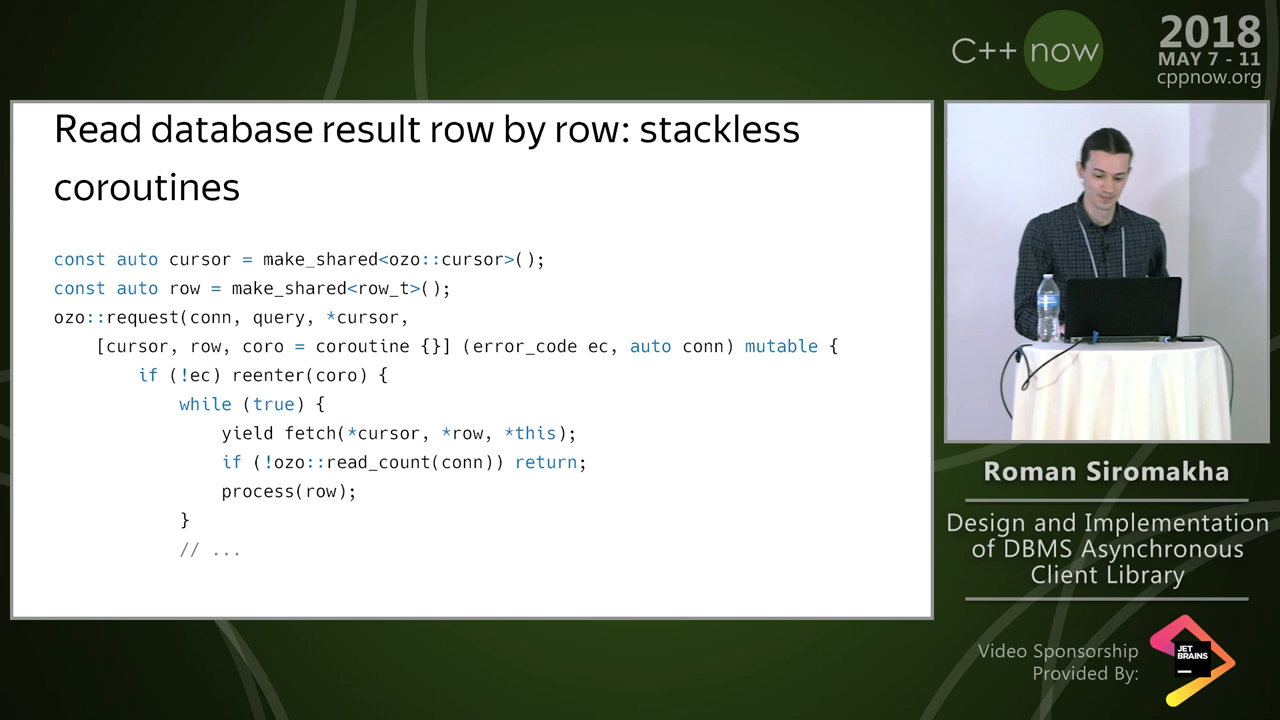 C++ now
2018
MAY 7 - 11
cppnow.org
Read database result row by row: stackless
coroutines
const auto cursor = make_shared<ozo::cursor>();
const auto row = make_shared<row_t>();
ozo::request(conn, query, *cursor,
[cursor, row, coro = coroutine {}] (error_code ec, auto conn) mutable {
if (!ec) reenter(coro) {
while (true) {
yield fetch(*cursor, *row, *this);
if (!ozo::read_count(conn)) return;
process(row);
}
// ...
Roman Siromakha
Design and Implementation
of DBMS Asynchronous
Client Library
Video Sponsorship
Provided By:
JET
BRAINS